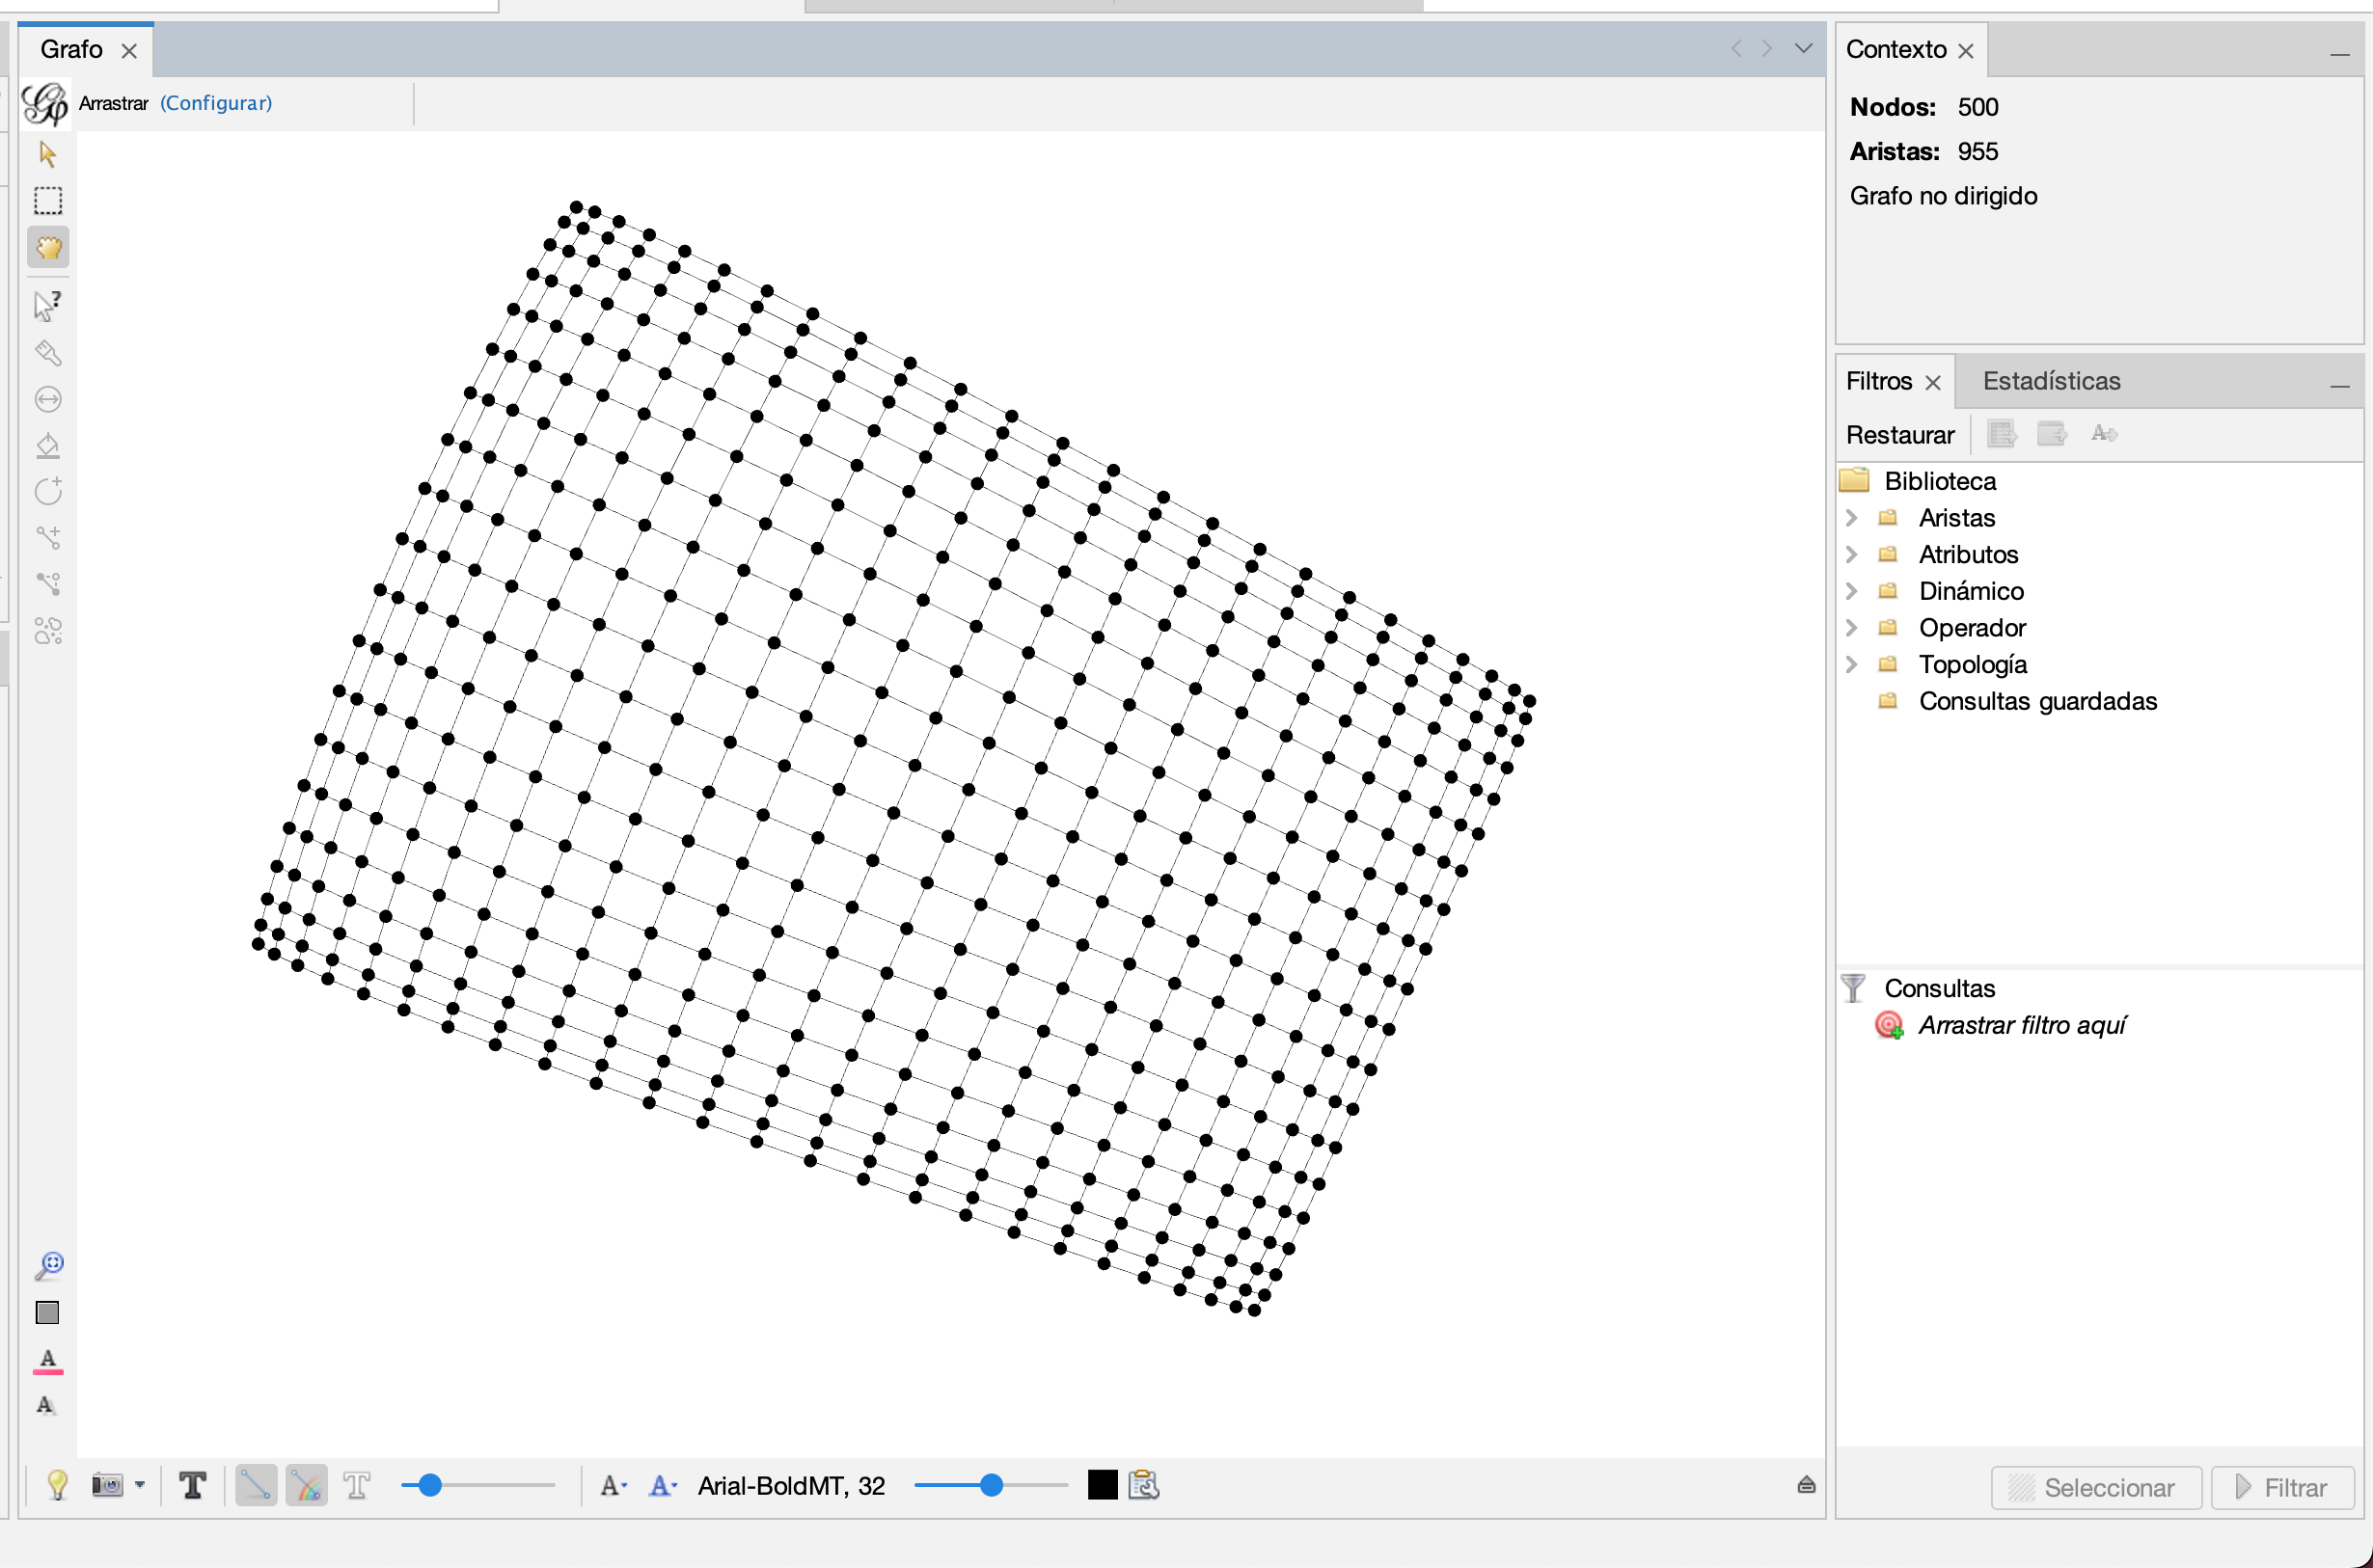 Grafo
Arrastrar (Configurar)
Contexto
Nodos: 500
Aristas: 955
Grafo no dirigido
Filtros Estadísticas
Restaurar
Biblioteca
Aristas
Atributos
Dinámico
Operador
Topología
Consultas guardadas
Consultas
Arrastrar filtro aquí
Arial-BoldMT, 32
Seleccionar Filtrar